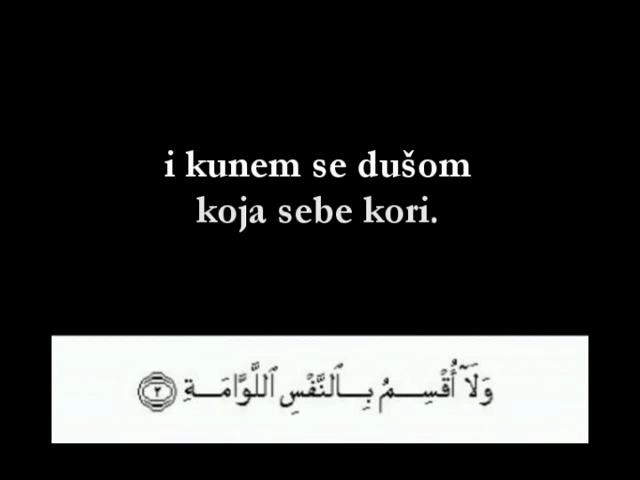 i kunem se dušom
koja sebe kori.
وَلَآ أُقْسِمُ بِٱلنَّفْسِ ٱللَّوَّامَةِ ٢